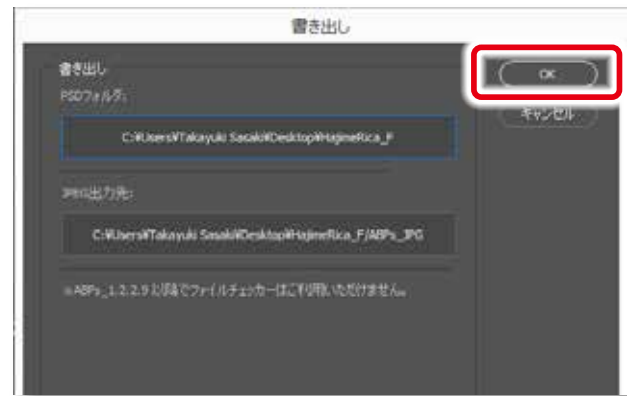 書き出し
書き出し
OK
PSDフォルダ:
キャンセル
C:¥Users¥Takayuki Sasaki¥Desktop¥HajimeRica_F
JPEG出力先:
C:¥Users¥Takayuki Sasaki¥Desktop¥HajimeRica_F/ABPs_JPG
※ABPs_1.2.2.9以降でファイルチェッカーはご利用いただけません。